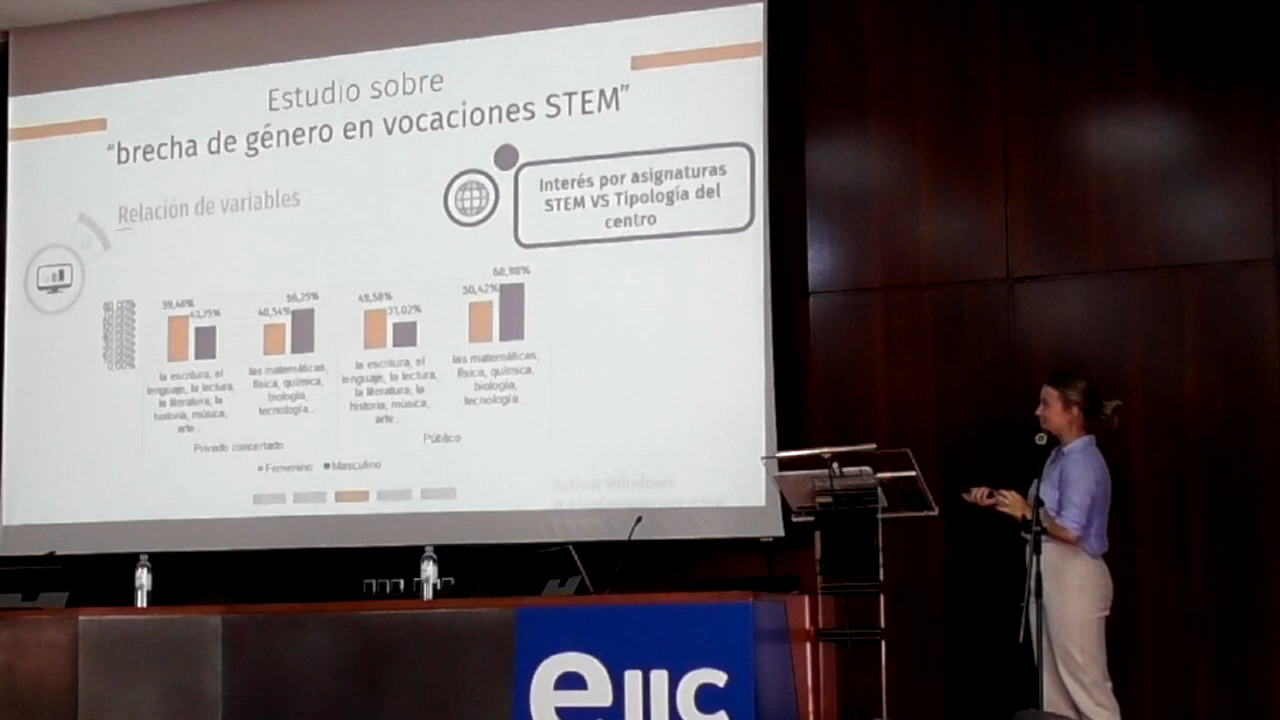 Estudio sobre
“brecha de género en vocaciones STEM”
Interés por asignaturas
STEM VS Tipología del
centro
Relación de variables
59,46%
43,75%
40,54%
56,25%
49,58%
31,02%
50,42%
68,98%
0,00%
la escritura, el
lenguaje, la lectura,
la literatura, la
historia, música,
arte...
las matemáticas,
física, química,
biología,
tecnología...
la escritura, el
lenguaje, la lectura,
la literatura, la
historia, música,
arte...
las matemáticas,
física, química,
biología,
tecnología...
Privado concertado
Público
Femenino
Masculino
Activar Windows
eiic